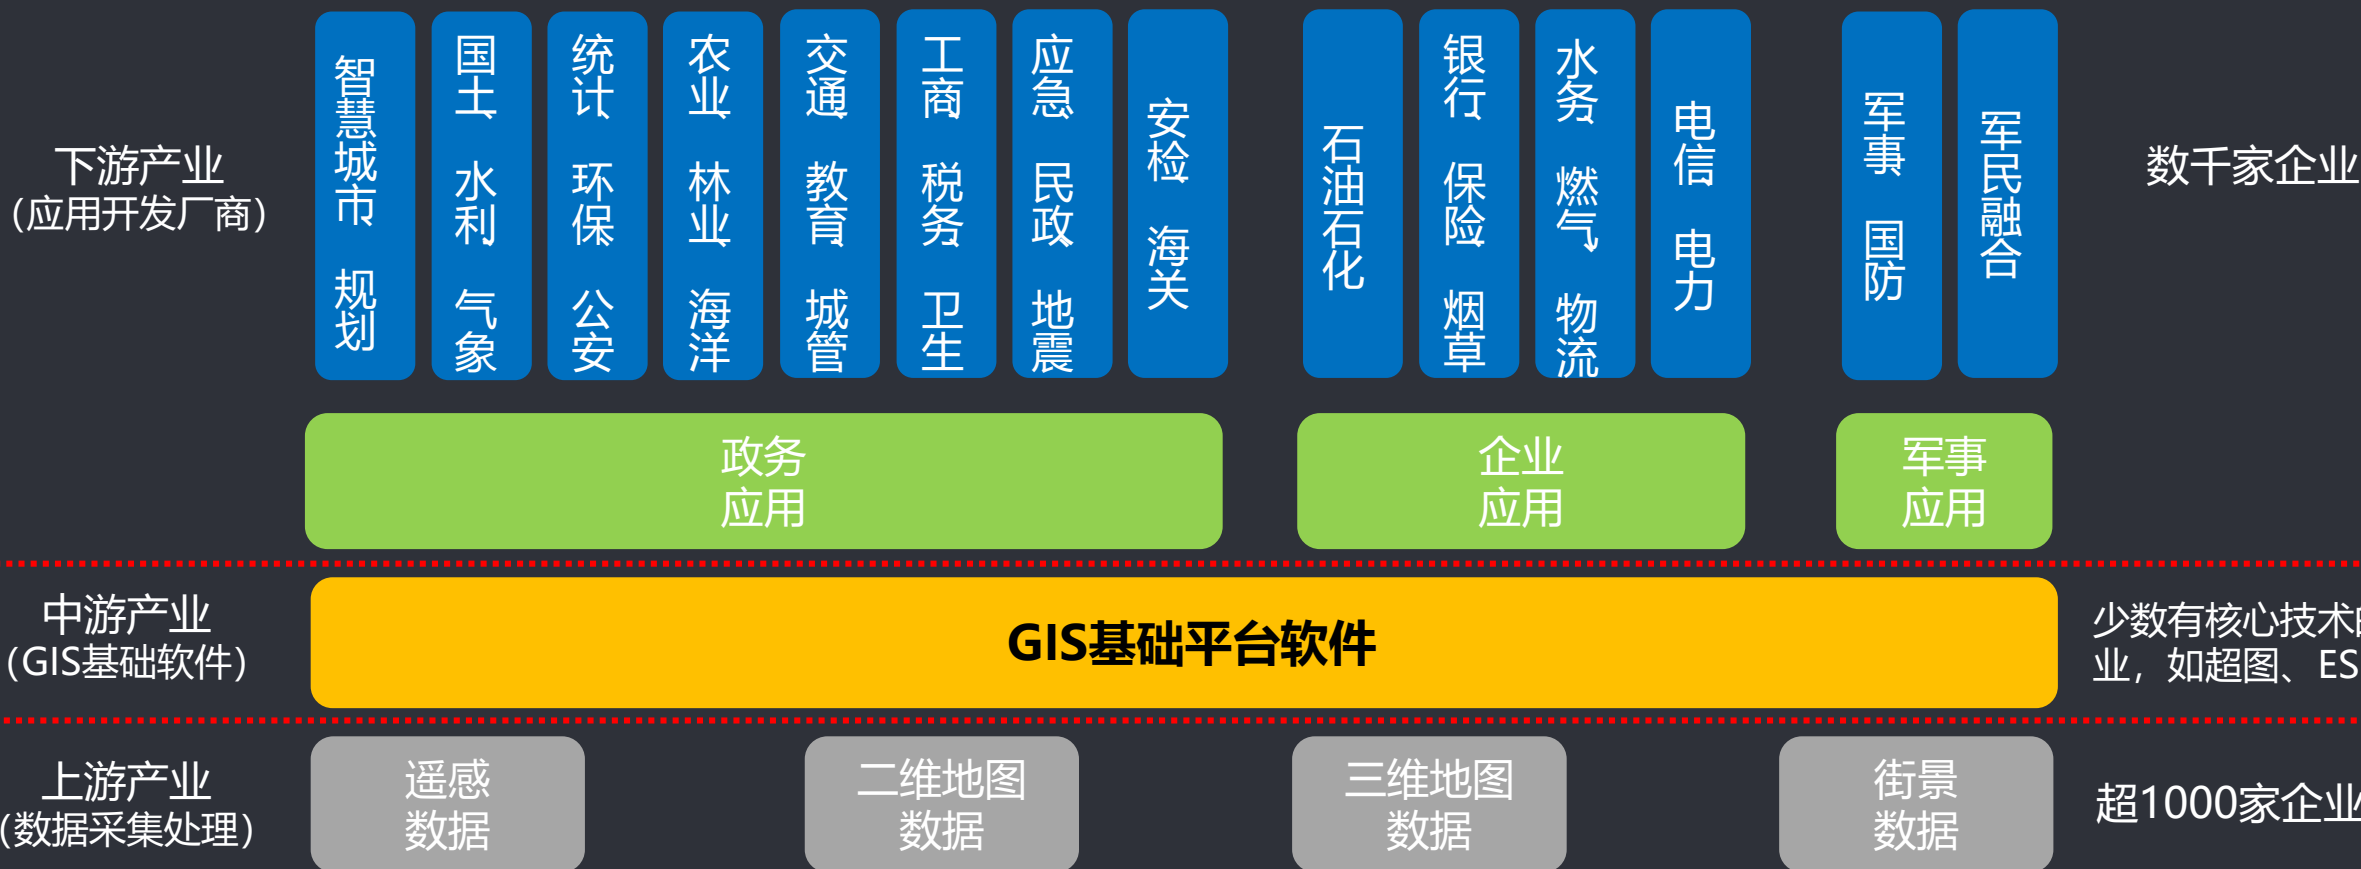 智慧城市、规划
国土、水利、气象
统计、环保、公安
农业、林业、海洋
交通、教育、城管
工商、税务、卫生
应急、民政、地震
安检、海关
石油石化
银行、保险、烟草
水务、燃气、物流
电信、电力
军事、国防
军民融合
下游产业
（应用开发厂商）
数千家企业
政务
应用
企业
应用
军事
应用
中游产业
（GIS基础软件）
GIS基础平台软件
少数有核心技术的
业，如超图、ES
上游产业
（数据采集处理）
遥感
数据
二维地图
数据
三维地图
数据
街景
数据
超1000家企业